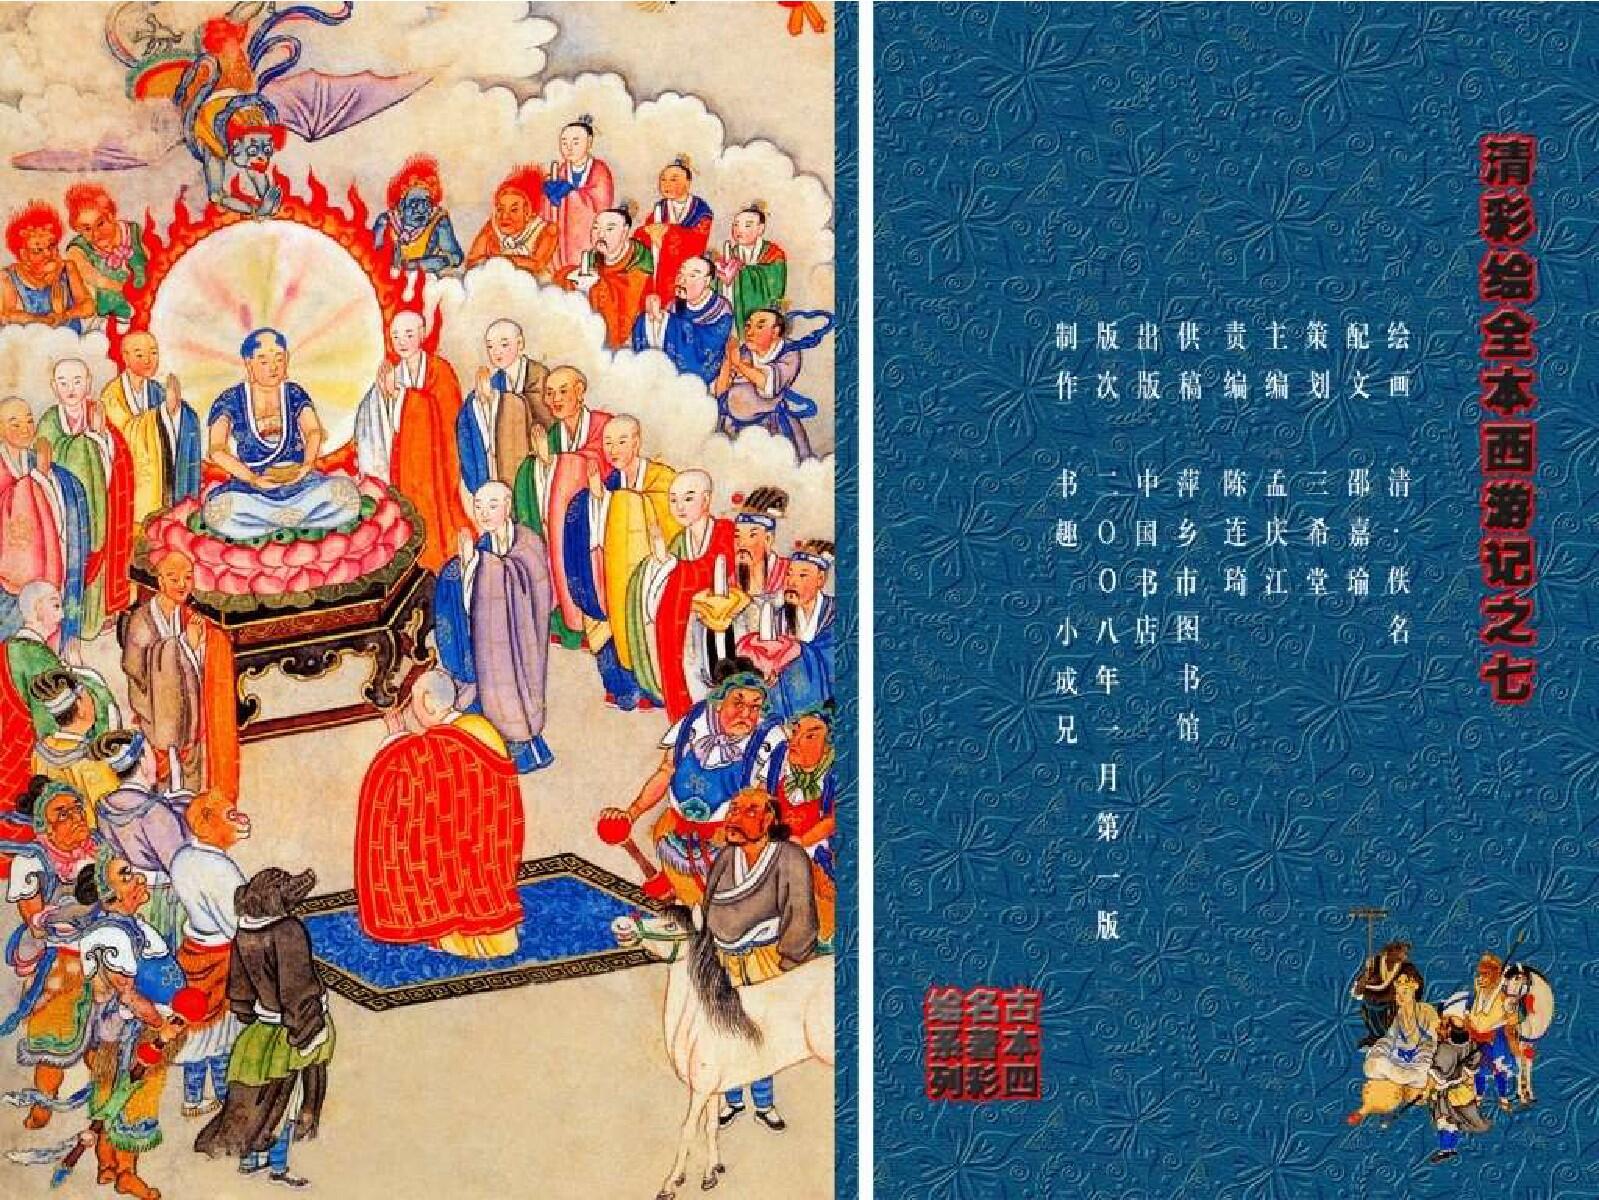 清彩绘全本西游记之七
绘画 清·佚名
配文 邵嘉瑜
策划 三希堂
主编 孟庆江
责编 陈连琦
供稿 萍乡市图书馆
出版 中国书店
版次 二〇〇八年一月第一版
制作 书趣小成兄
古本四
名著彩
绘系列